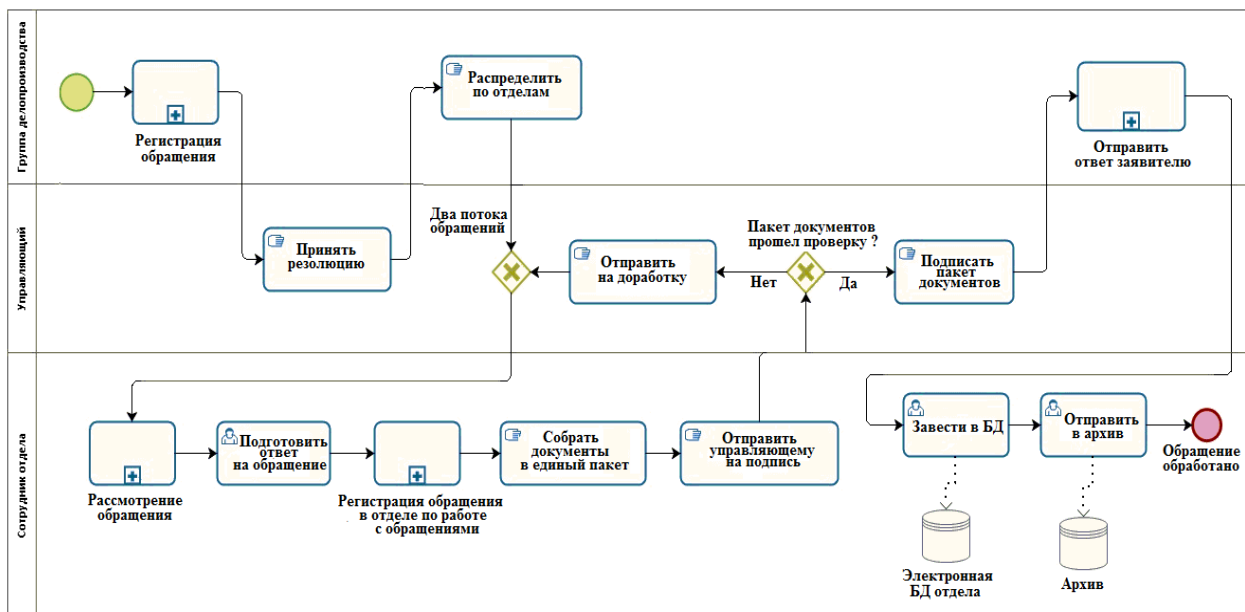 Группа делопроизводства
Регистрация
обращения
Распределить
по отделам
Отправить
ответ заявителю
Управляющий
Принять
резолюцию
Два потока
обращений
Отправить
на доработку
Пакет документов
прошел проверку ?
Нет
Да
Подписать
пакет
документов
Сотрудник отдела
Рассмотрение
обращения
Подготовить
ответ
на обращение
Регистрация обращения
в отделе по работе
с обращениями
Собрать
документы
в единый пакет
Отправить
управляющему
на подпись
Завести в БД
Отправить
в архив
Обращение
обработано
Электронная
БД отдела
Архив